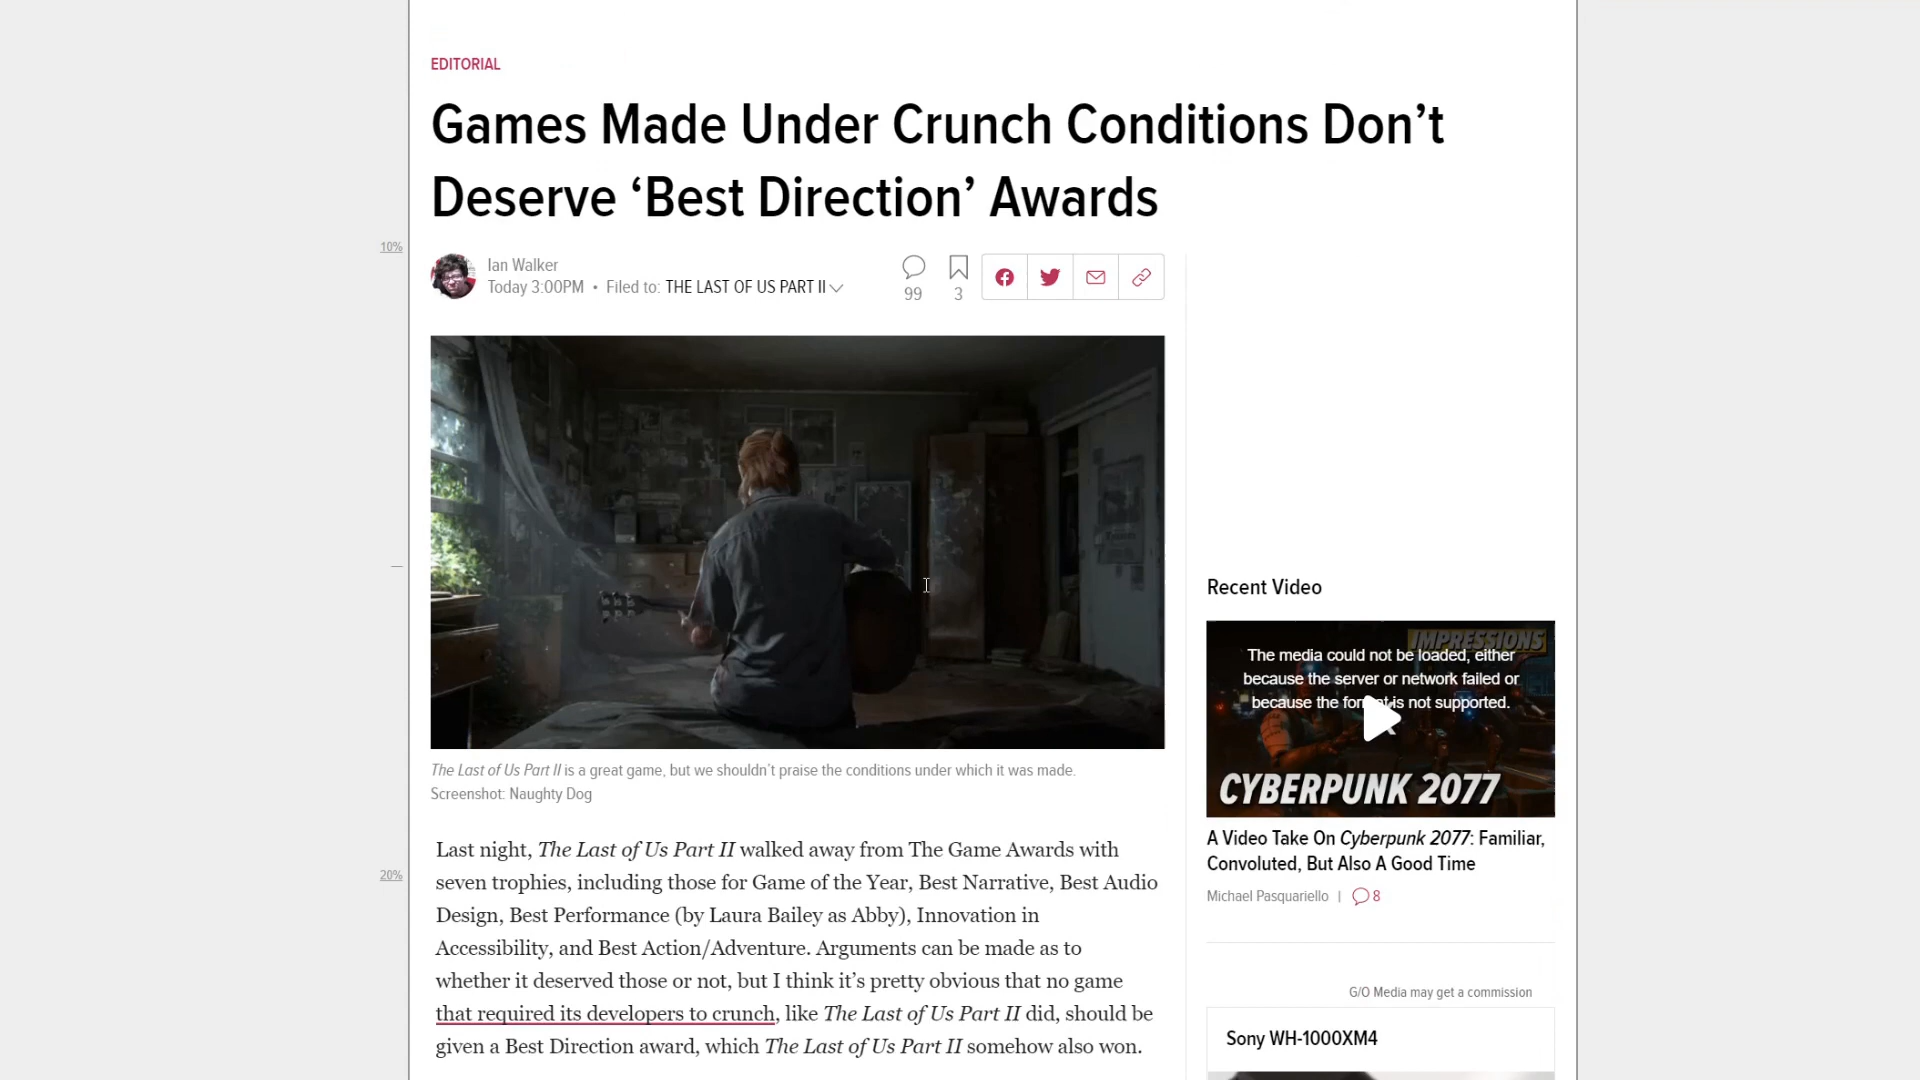 EDITORIAL
Games Made Under Crunch Conditions Don’t
Deserve ‘Best Direction’ Awards
10%
Ian Walker
Today 3:00PM • Filed to: THE LAST OF US PART II
99
3
The Last of Us Part II is a great game, but we shouldn’t praise the conditions under which it was made.
Screenshot: Naughty Dog
20%
Last night, The Last of Us Part II walked away from The Game Awards with
seven trophies, including those for Game of the Year, Best Narrative, Best Audio
Design, Best Performance (by Laura Bailey as Abby), Innovation in
Accessibility, and Best Action/Adventure. Arguments can be made as to
whether it deserved those or not, but I think it’s pretty obvious that no game
that required its developers to crunch, like The Last of Us Part II did, should be
given a Best Direction award, which The Last of Us Part II somehow also won.
Recent Video
IMPRESSIONS
The media could not be loaded, either
because the server or network failed or
because the format is not supported.
CYBERPUNK 2077
A Video Take On Cyberpunk 2077: Familiar,
Convoluted, But Also A Good Time
Michael Pasquariello | 8
G/O Media may get a commission
Sony WH-1000XM4